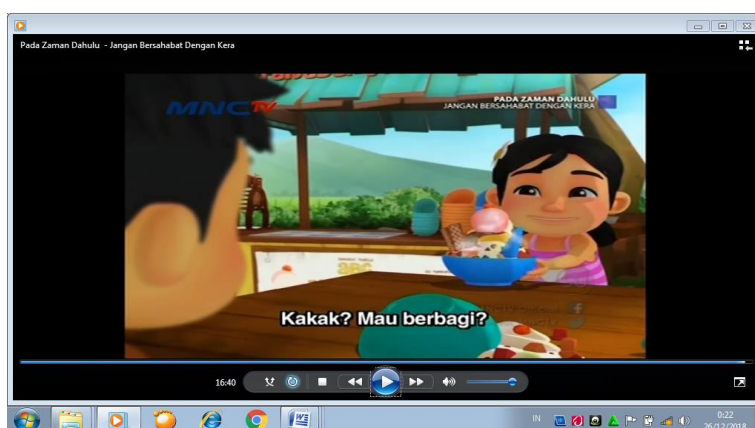 Pada Zaman Dahulu - Jangan Bersahabat Dengan Kera
MNCTV
PADA ZAMAN DAHULU
JANGAN BERSAHABAT DENGAN KERA
ABC
Kakak? Mau berbagi?
16:40
IN
0:22
26/12/2018